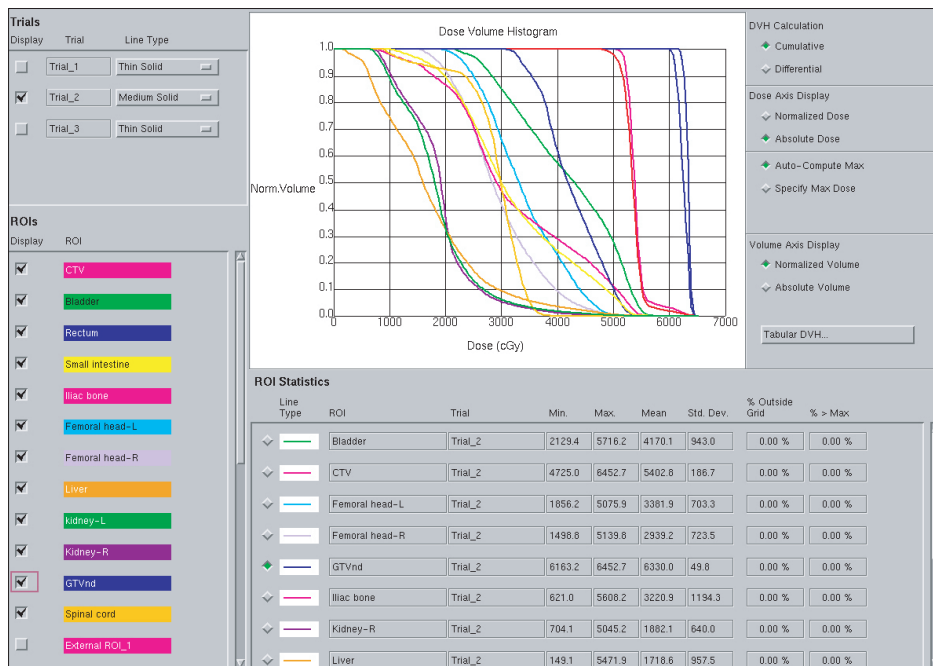 Trials
Display Trial Line Type
Trial_1 Thin Solid
Trial_2 Medium Solid
Trial_3 Thin Solid
ROIs
Display ROI
CTV
Bladder
Rectum
Small intestine
Iliac bone
Femoral head-L
Femoral head-R
Liver
kidney-L
Kidney-R
GTVnd
Spinal cord
External ROI_1
Dose Volume Histogram
1.0
0.9
0.8
0.7
0.6
0.5
Norm.Volume
0.4
0.3
0.2
0.1
0.0
0 1000 2000 3000 4000 5000 6000 7000
Dose (cGy)
DVH Calculation
Cumulative
Differential
Dose Axis Display
Normalized Dose
Absolute Dose
Auto-Compute Max
Specify Max Dose
Volume Axis Display
Normalized Volume
Absolute Volume
Tabular DVH...
ROI Statistics
Line Type ROI Trial Min. Max. Mean Std. Dev. % Outside Grid % > Max
Bladder Trial_2 2129.4 5716.2 4170.1 943.0 0.00 % 0.00 %
CTV Trial_2 4725.0 6452.7 5402.8 186.7 0.00 % 0.00 %
Femoral head-L Trial_2 1856.2 5075.9 3381.9 703.3 0.00 % 0.00 %
Femoral head-R Trial_2 1498.8 5139.8 2939.2 723.5 0.00 % 0.00 %
GTVnd Trial_2 6163.2 6452.7 6330.0 49.8 0.00 % 0.00 %
Iliac bone Trial_2 621.0 5608.2 3220.9 1194.3 0.00 % 0.00 %
Kidney-R Trial_2 704.1 5045.2 1882.1 640.0 0.00 % 0.00 %
Liver Trial_2 149.1 5471.9 1718.6 957.5 0.00 % 0.00 %